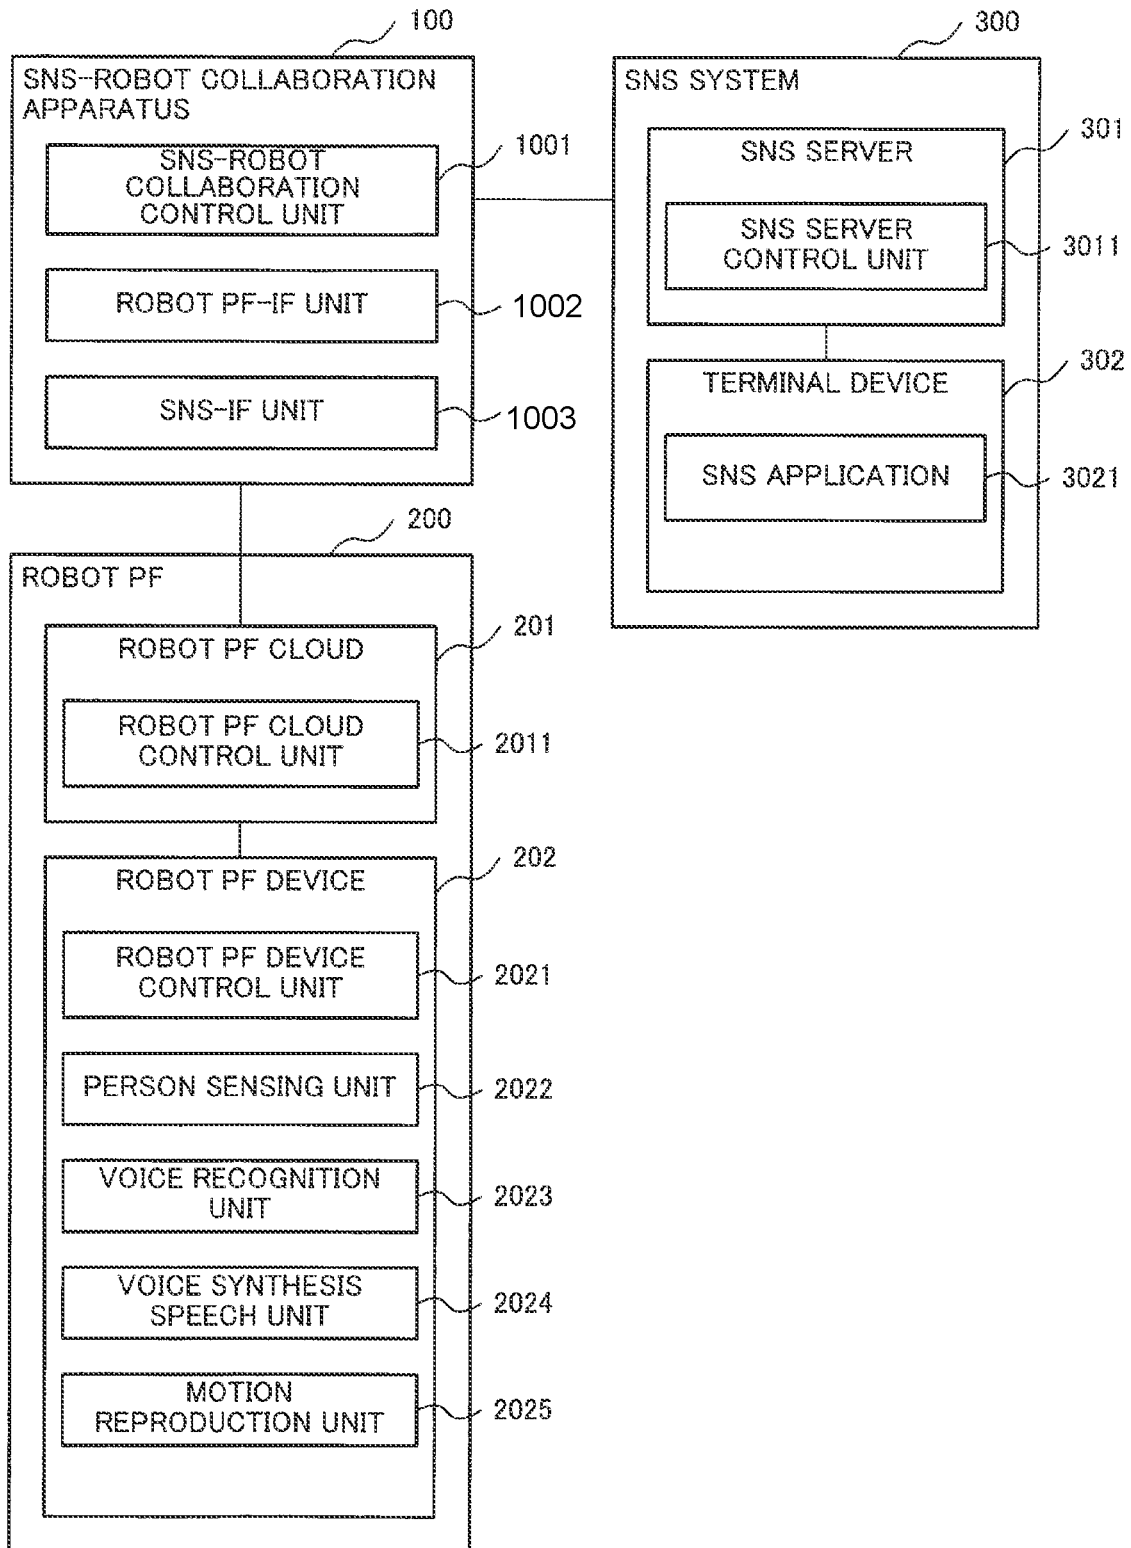 100
SNS-ROBOT COLLABORATION
APPARATUS
SNS-ROBOT
COLLABORATION
CONTROL UNIT
1001
ROBOT PF-IF UNIT
1002
SNS-IF UNIT
1003
300
SNS SYSTEM
SNS SERVER
301
SNS SERVER
CONTROL UNIT
3011
TERMINAL DEVICE
302
SNS APPLICATION
3021
200
ROBOT PF
ROBOT PF CLOUD
201
ROBOT PF CLOUD
CONTROL UNIT
2011
ROBOT PF DEVICE
202
ROBOT PF DEVICE
CONTROL UNIT
2021
PERSON SENSING UNIT
2022
VOICE RECOGNITION
UNIT
2023
VOICE SYNTHESIS
SPEECH UNIT
2024
MOTION
REPRODUCTION UNIT
2025